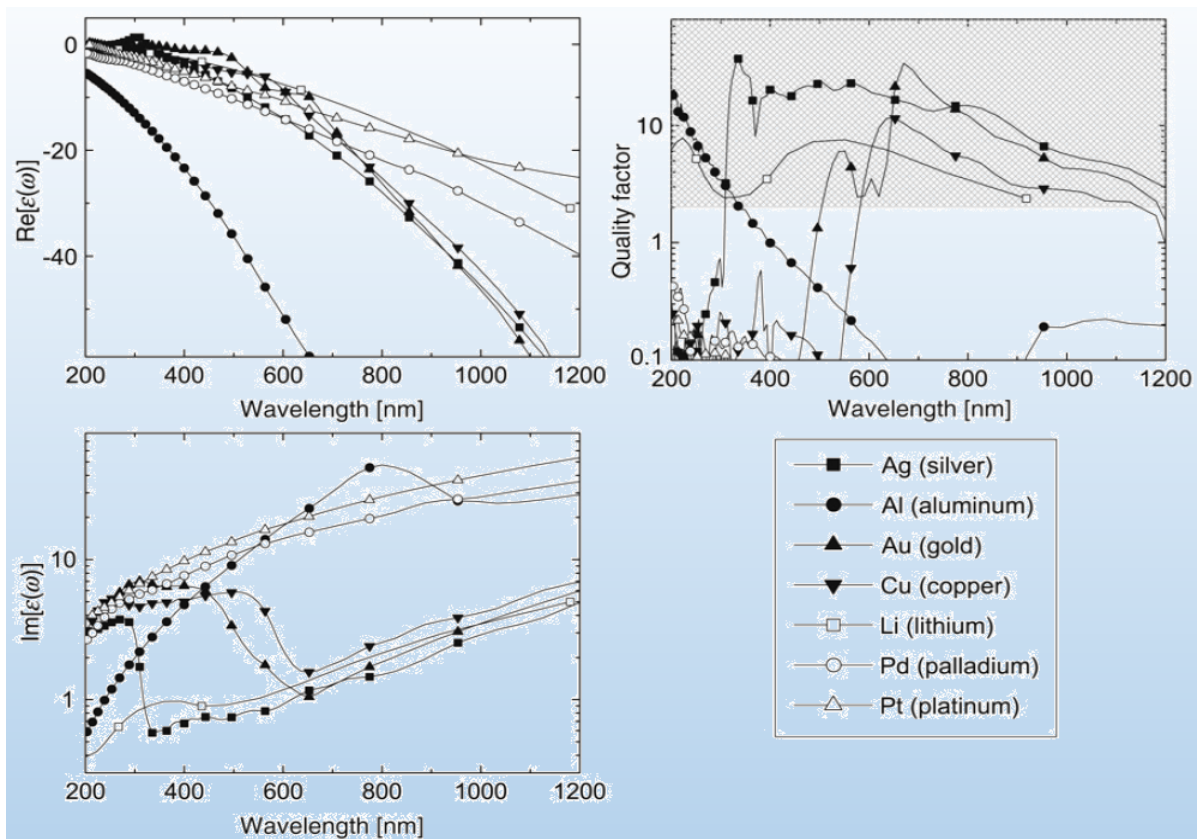 0
-20
-40
Re[ε(ω)]
200 400 600 800 1000 1200
Wavelength [nm]
10
1
0.1
Quality factor
200 400 600 800 1000 1200
Wavelength [nm]
10
1
Im[ε(ω)]
200 400 600 800 1000 1200
Wavelength [nm]
Ag (silver)
Al (aluminum)
Au (gold)
Cu (copper)
Li (lithium)
Pd (palladium)
Pt (platinum)